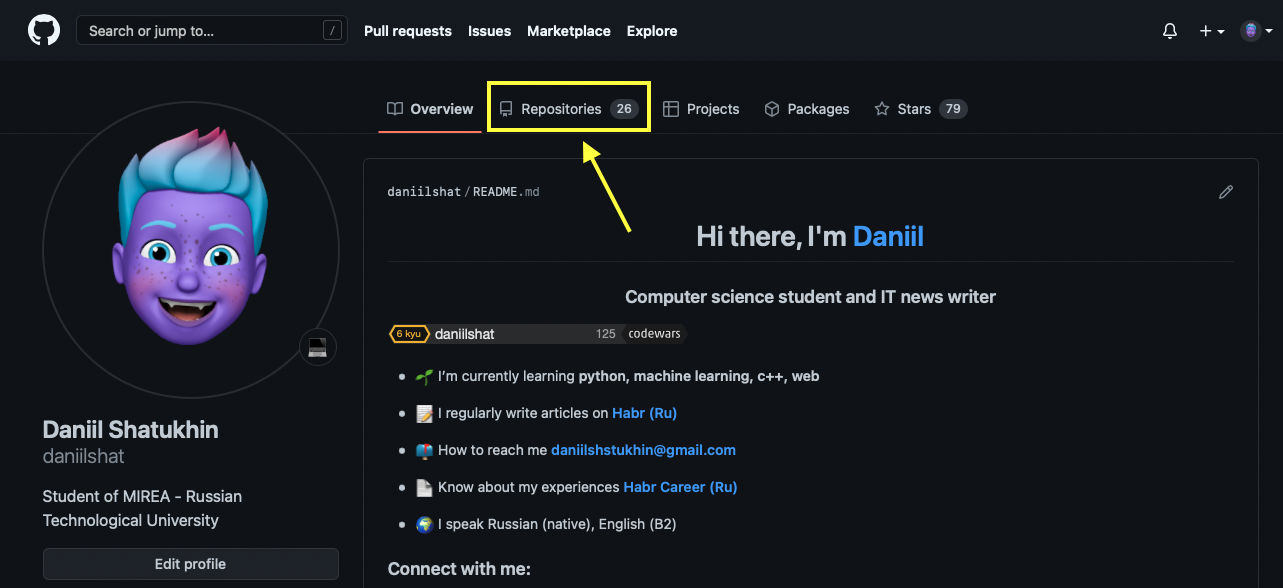 Search or jump to... /
Pull requests Issues Marketplace Explore
Overview Repositories 26 Projects Packages Stars 79
daniilshat/README.md
Hi there, I'm Daniil
Computer science student and IT news writer
6 kyu daniilshat 125 codewars
I'm currently learning python, machine learning, c++, web
I regularly write articles on Habr (Ru)
How to reach me daniilshstukhin@gmail.com
Know about my experiences Habr Career (Ru)
I speak Russian (native), English (B2)
Connect with me:
Daniil Shatukhin
daniilshat
Student of MIREA - Russian
Technological University
Edit profile